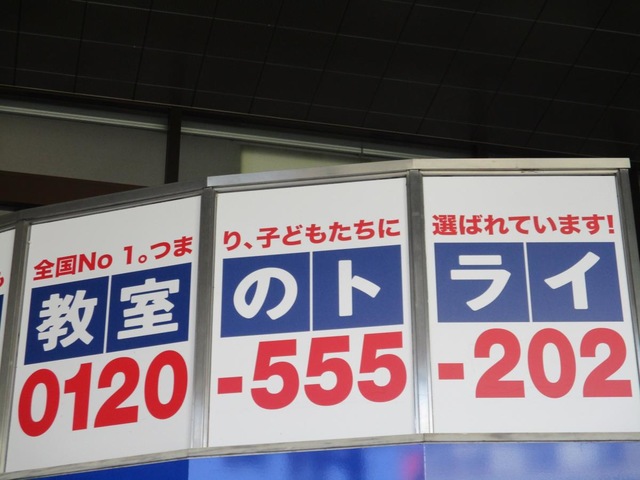 全国No 1。つまり、子どもたちに選ばれています!
教室のトライ
0120-555-202